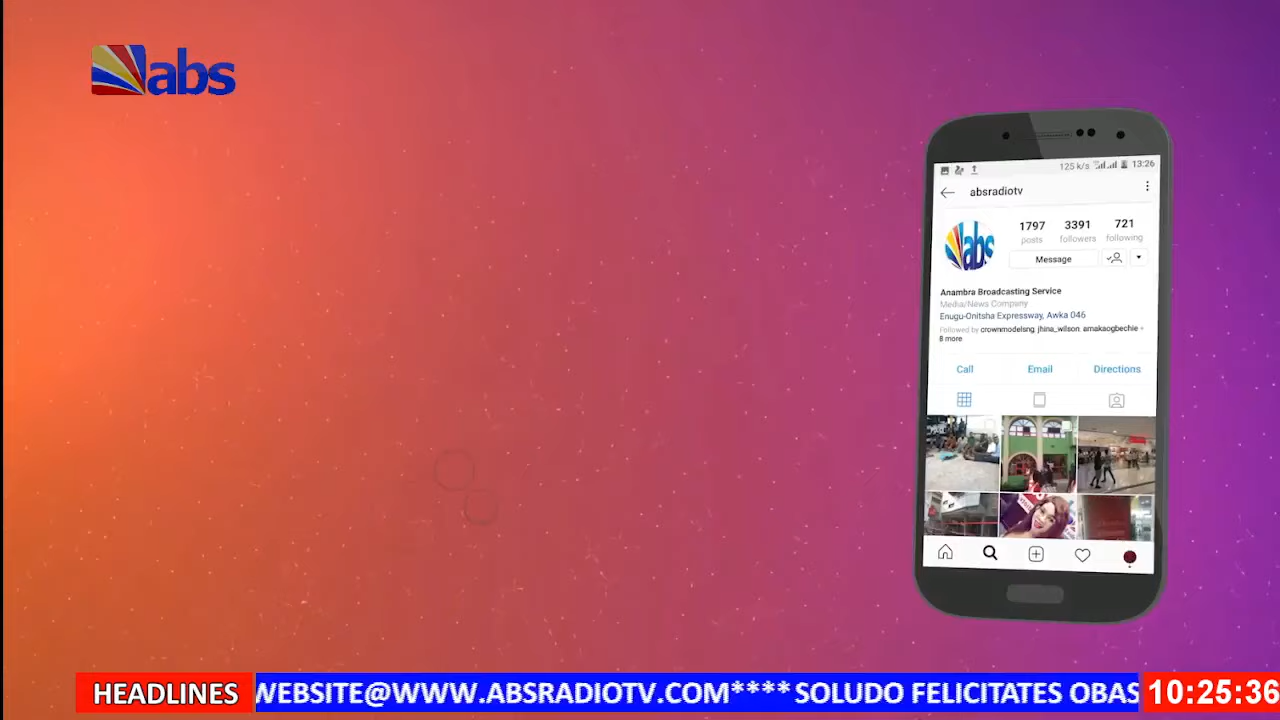 abs
125 k/s 13:26
absradiotv
abs
1797 3391 721
posts followers following
Message
Anambra Broadcasting Service
Media/News Company
Enugu-Onitsha Expressway, Awka 046
Followed by crownmodelsng, jhina_wilson, amakaogbechie +
8 more
Call Email Directions
HEADLINES WEBSITE@WWW.ABSRADIOTV.COM**** SOLUDO FELICITATES OBAS 10:25:36